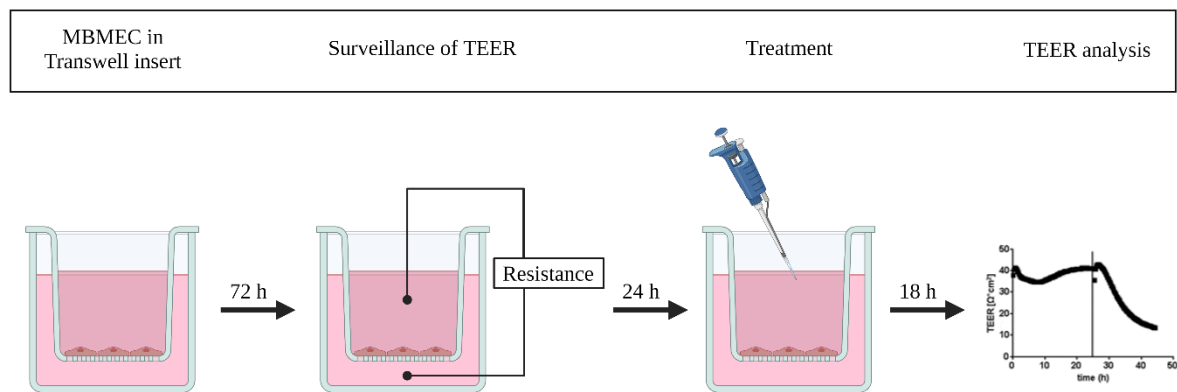 MBMEC in
Transwell insert
Surveillance of TEER
Treatment
TEER analysis
72 h
Resistance
24 h
18 h
TEER [Ω*cm²]
50
40
30
20
10
0
0 10 20 30 40 50
time (h)